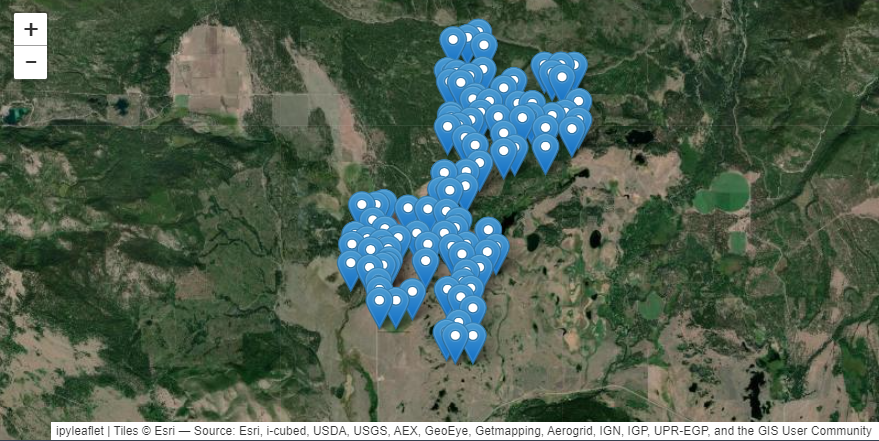 +
−
ipyleaflet | Tiles © Esri — Source: Esri, i-cubed, USDA, USGS, AEX, GeoEye, Getmapping, Aerogrid, IGN, IGP, UPR-EGP, and the GIS User Community